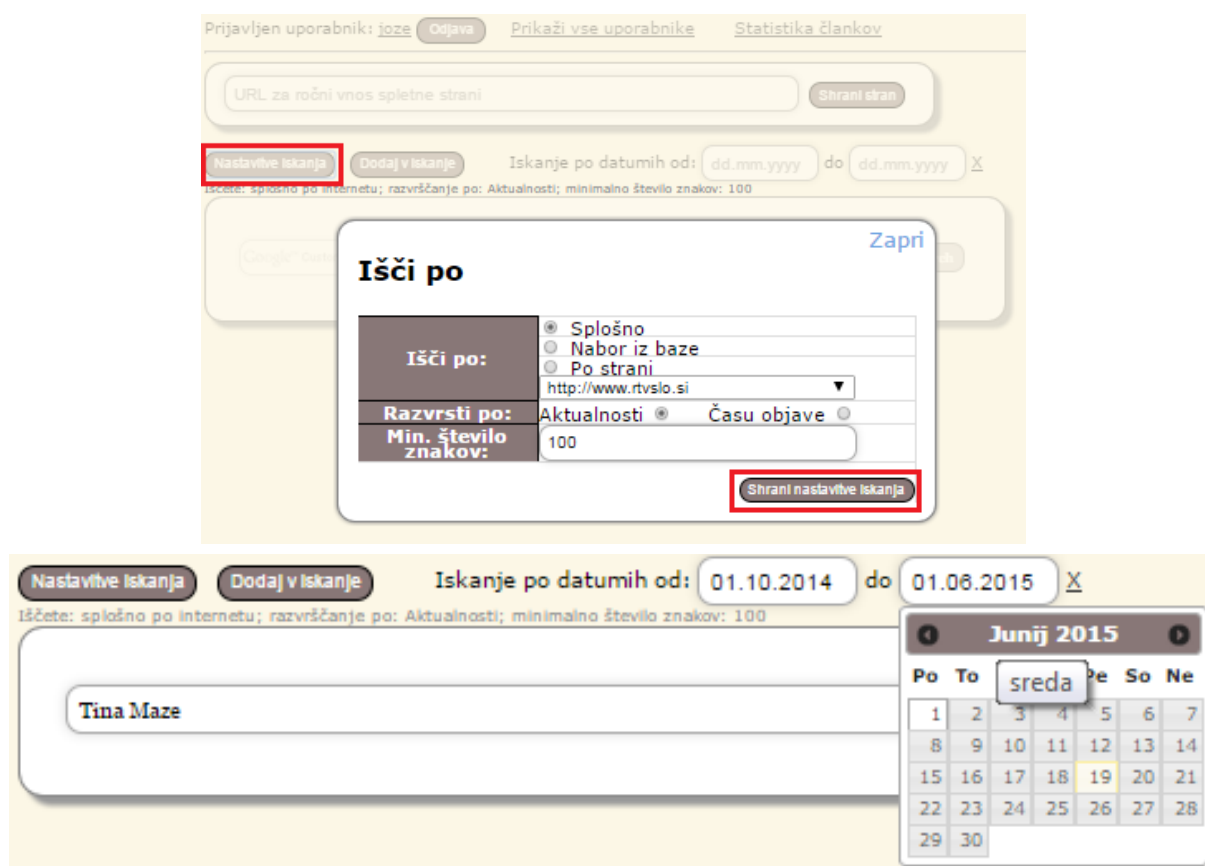 Prijavljen uporabnik: joze Odjava Prikaži vse uporabnike Statistika člankov
URL za ročni vnos spletne strani Shrani stran
Nastavitve iskanja Dodaj v iskanje Iskanje po datumih od: dd.mm.yyyy do dd.mm.yyyy X
Iščete: splošno po internetu; razvrščanje po: Aktualnosti; minimalno število znakov: 100
Google
Zapri
Išči po
Išči po:
Splošno
Nabor iz baze
Po strani
http://www.rtvslo.si
Razvrsti po: Aktualnosti Času objave
Min. število znakov: 100
Shrani nastavitve iskanja
Nastavitve iskanja Dodaj v iskanje Iskanje po datumih od: 01.10.2014 do 01.06.2015 X
Iščete: splošno po internetu; razvrščanje po: Aktualnosti; minimalno število znakov: 100
Tina Maze
Junij 2015
Po To sreda Pe So Ne
1 2 3 4 5 6 7
8 9 10 11 12 13 14
15 16 17 18 19 20 21
22 23 24 25 26 27 28
29 30